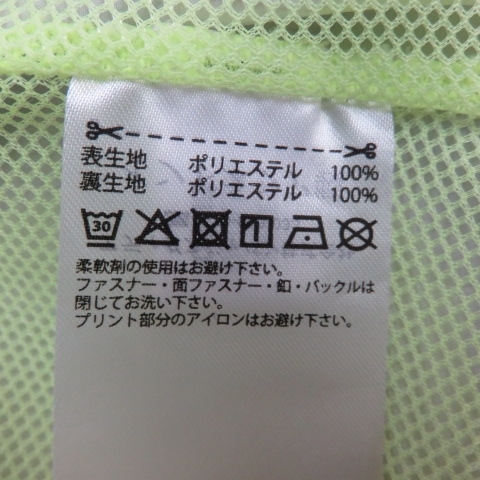 表生地 ポリエステル 100%
裏生地 ポリエステル 100%
30
柔軟剤の使用はお避け下さい。
ファスナー・面ファスナー・釦・バックルは
閉じてお洗い下さい。
プリント部分のアイロンはお避け下さい。